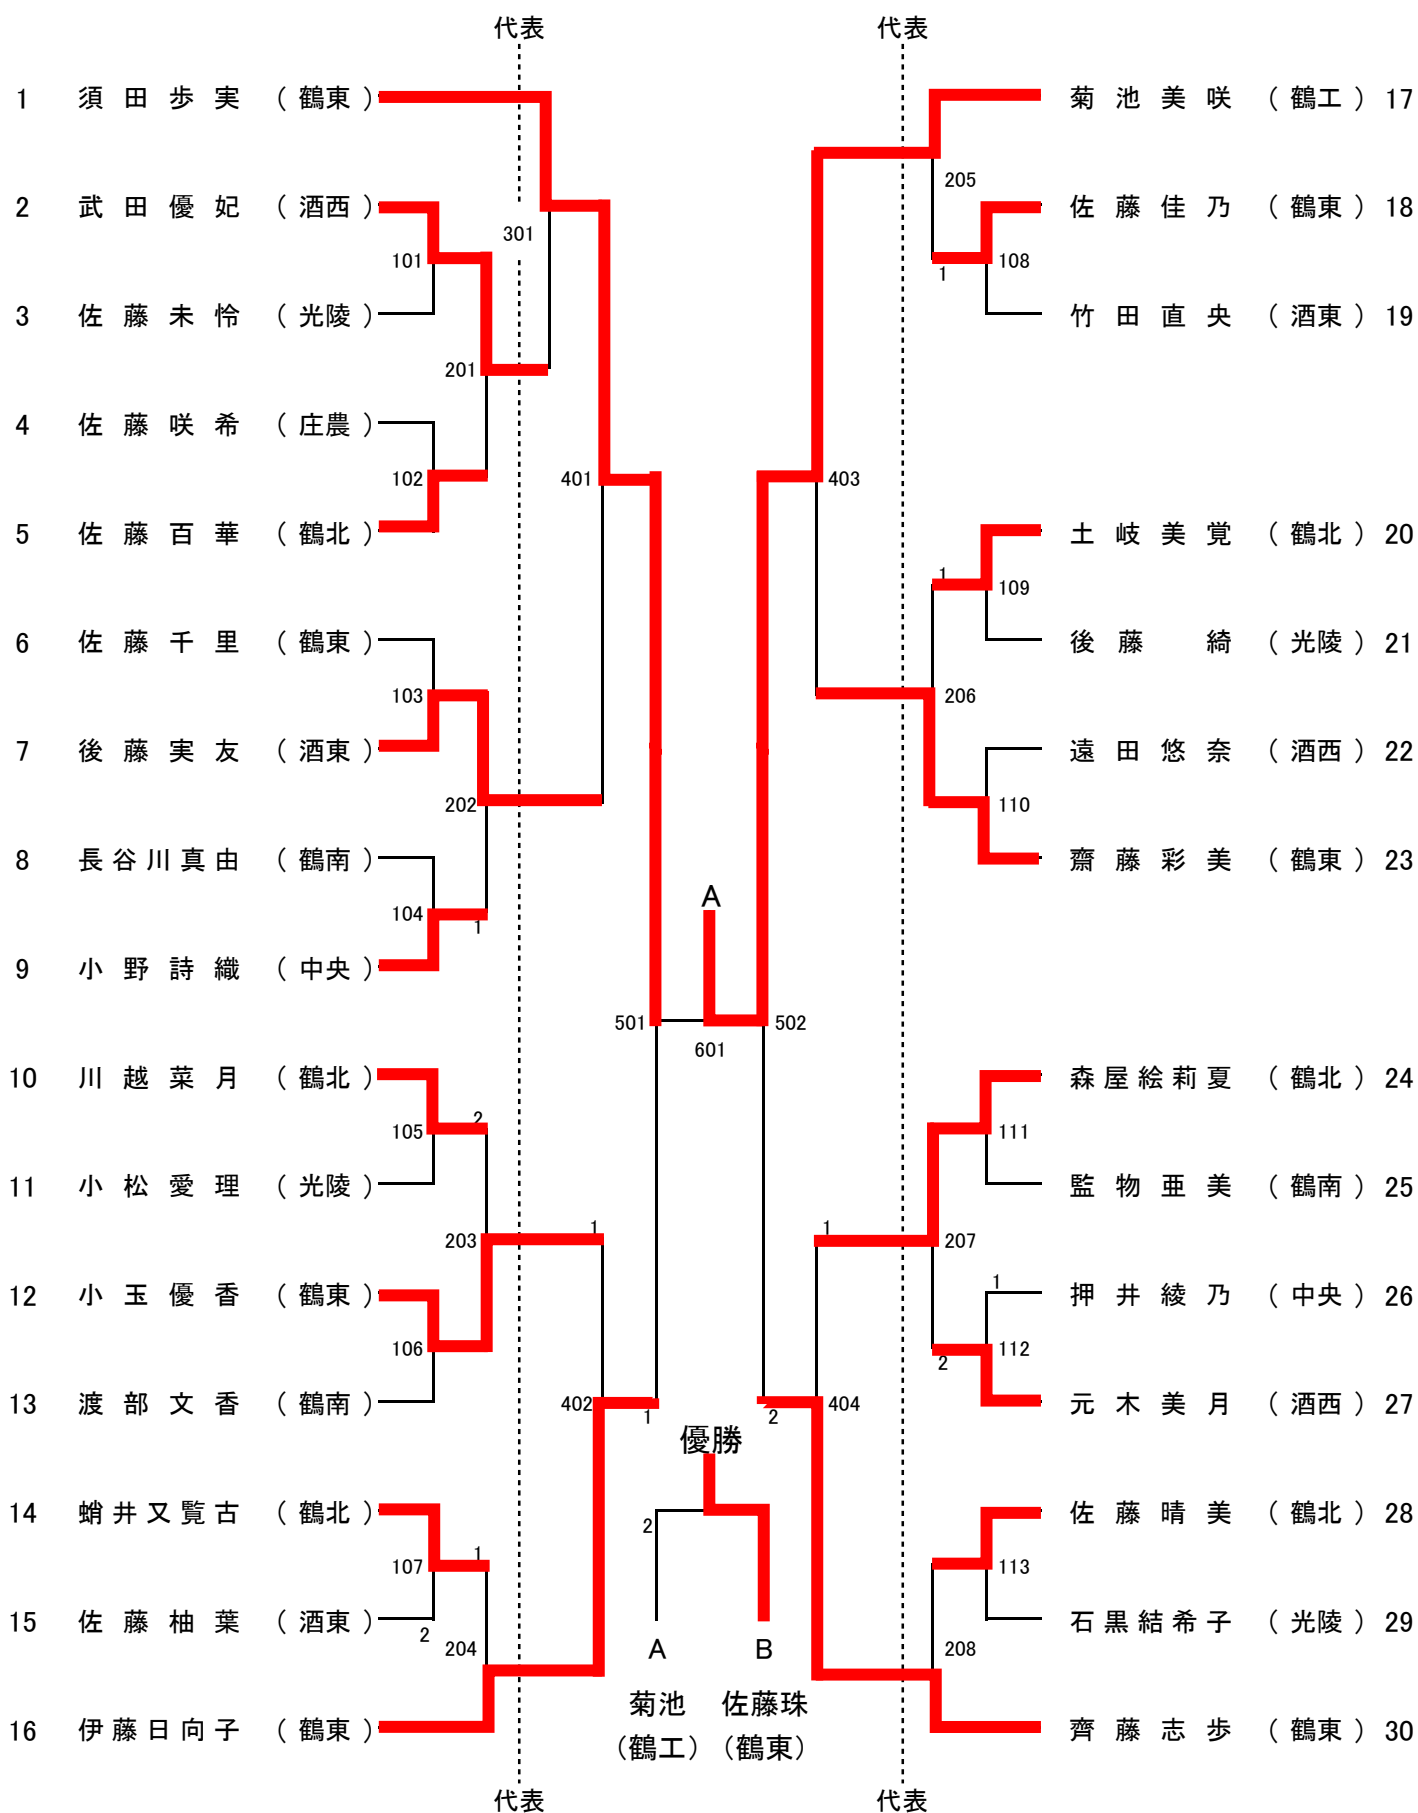 代表
代表
1 須田歩実 (鶴東)
2 武田優妃 (酒西)
101
3 佐藤未怜 (光陵)
301
201
4 佐藤咲希 (庄農)
102
5 佐藤百華 (鶴北)
401
6 佐藤千里 (鶴東)
103
7 後藤実友 (酒東)
202
8 長谷川真由 (鶴南)
104
1
9 小野詩織 (中央)
501
10 川越菜月 (鶴北)
105
2
11 小松愛理 (光陵)
203
1
12 小玉優香 (鶴東)
106
13 渡部文香 (鶴南)
402
1
14 蛸井又覧古 (鶴北)
107
1
15 佐藤柚葉 (酒東)
2
204
16 伊藤日向子 (鶴東)
菊池美咲 (鶴工) 17
205
佐藤佳乃 (鶴東) 18
1
108
竹田直央 (酒東) 19
403
土岐美覚 (鶴北) 20
1
109
後藤 綺 (光陵) 21
206
遠田悠奈 (酒西) 22
110
齋藤彩美 (鶴東) 23
A
502
601
森屋絵莉夏 (鶴北) 24
111
監物亜美 (鶴南) 25
1
207
押井綾乃 (中央) 26
1
112
2
元木美月 (酒西) 27
404
2
佐藤晴美 (鶴北) 28
113
石黒結希子 (光陵) 29
208
齊藤志歩 (鶴東) 30
優勝
2
A B
菊池 佐藤珠
(鶴工) (鶴東)
代表
代表